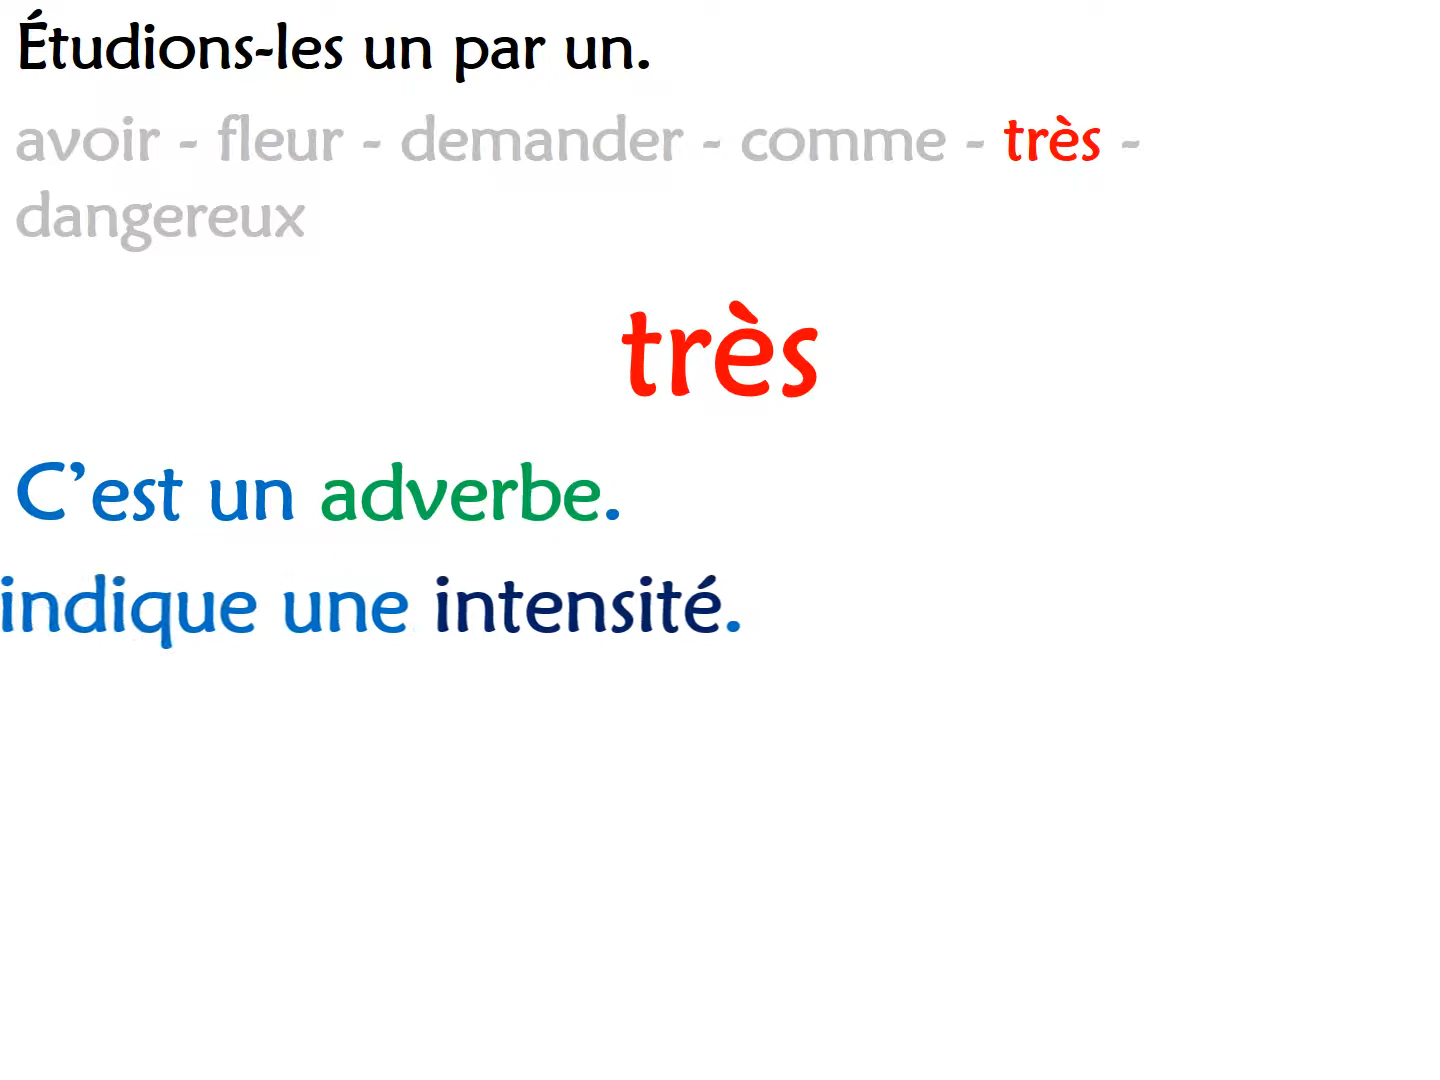 Étudions-les un par un.
avoir - fleur - demander - comme - très -
dangereux
très
C’est un adverbe.
indique une intensité.